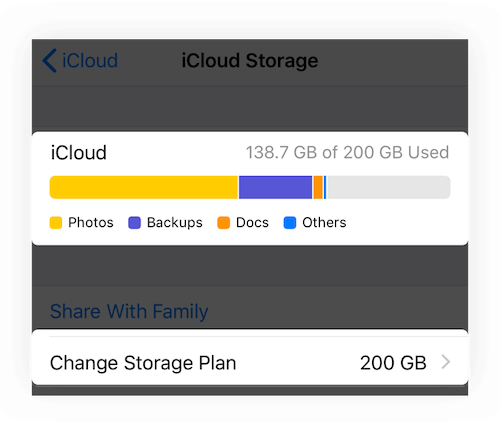 iCloud iCloud Storage
iCloud 138.7 GB of 200 GB Used
Photos Backups Docs Others
Share With Family
Change Storage Plan 200 GB